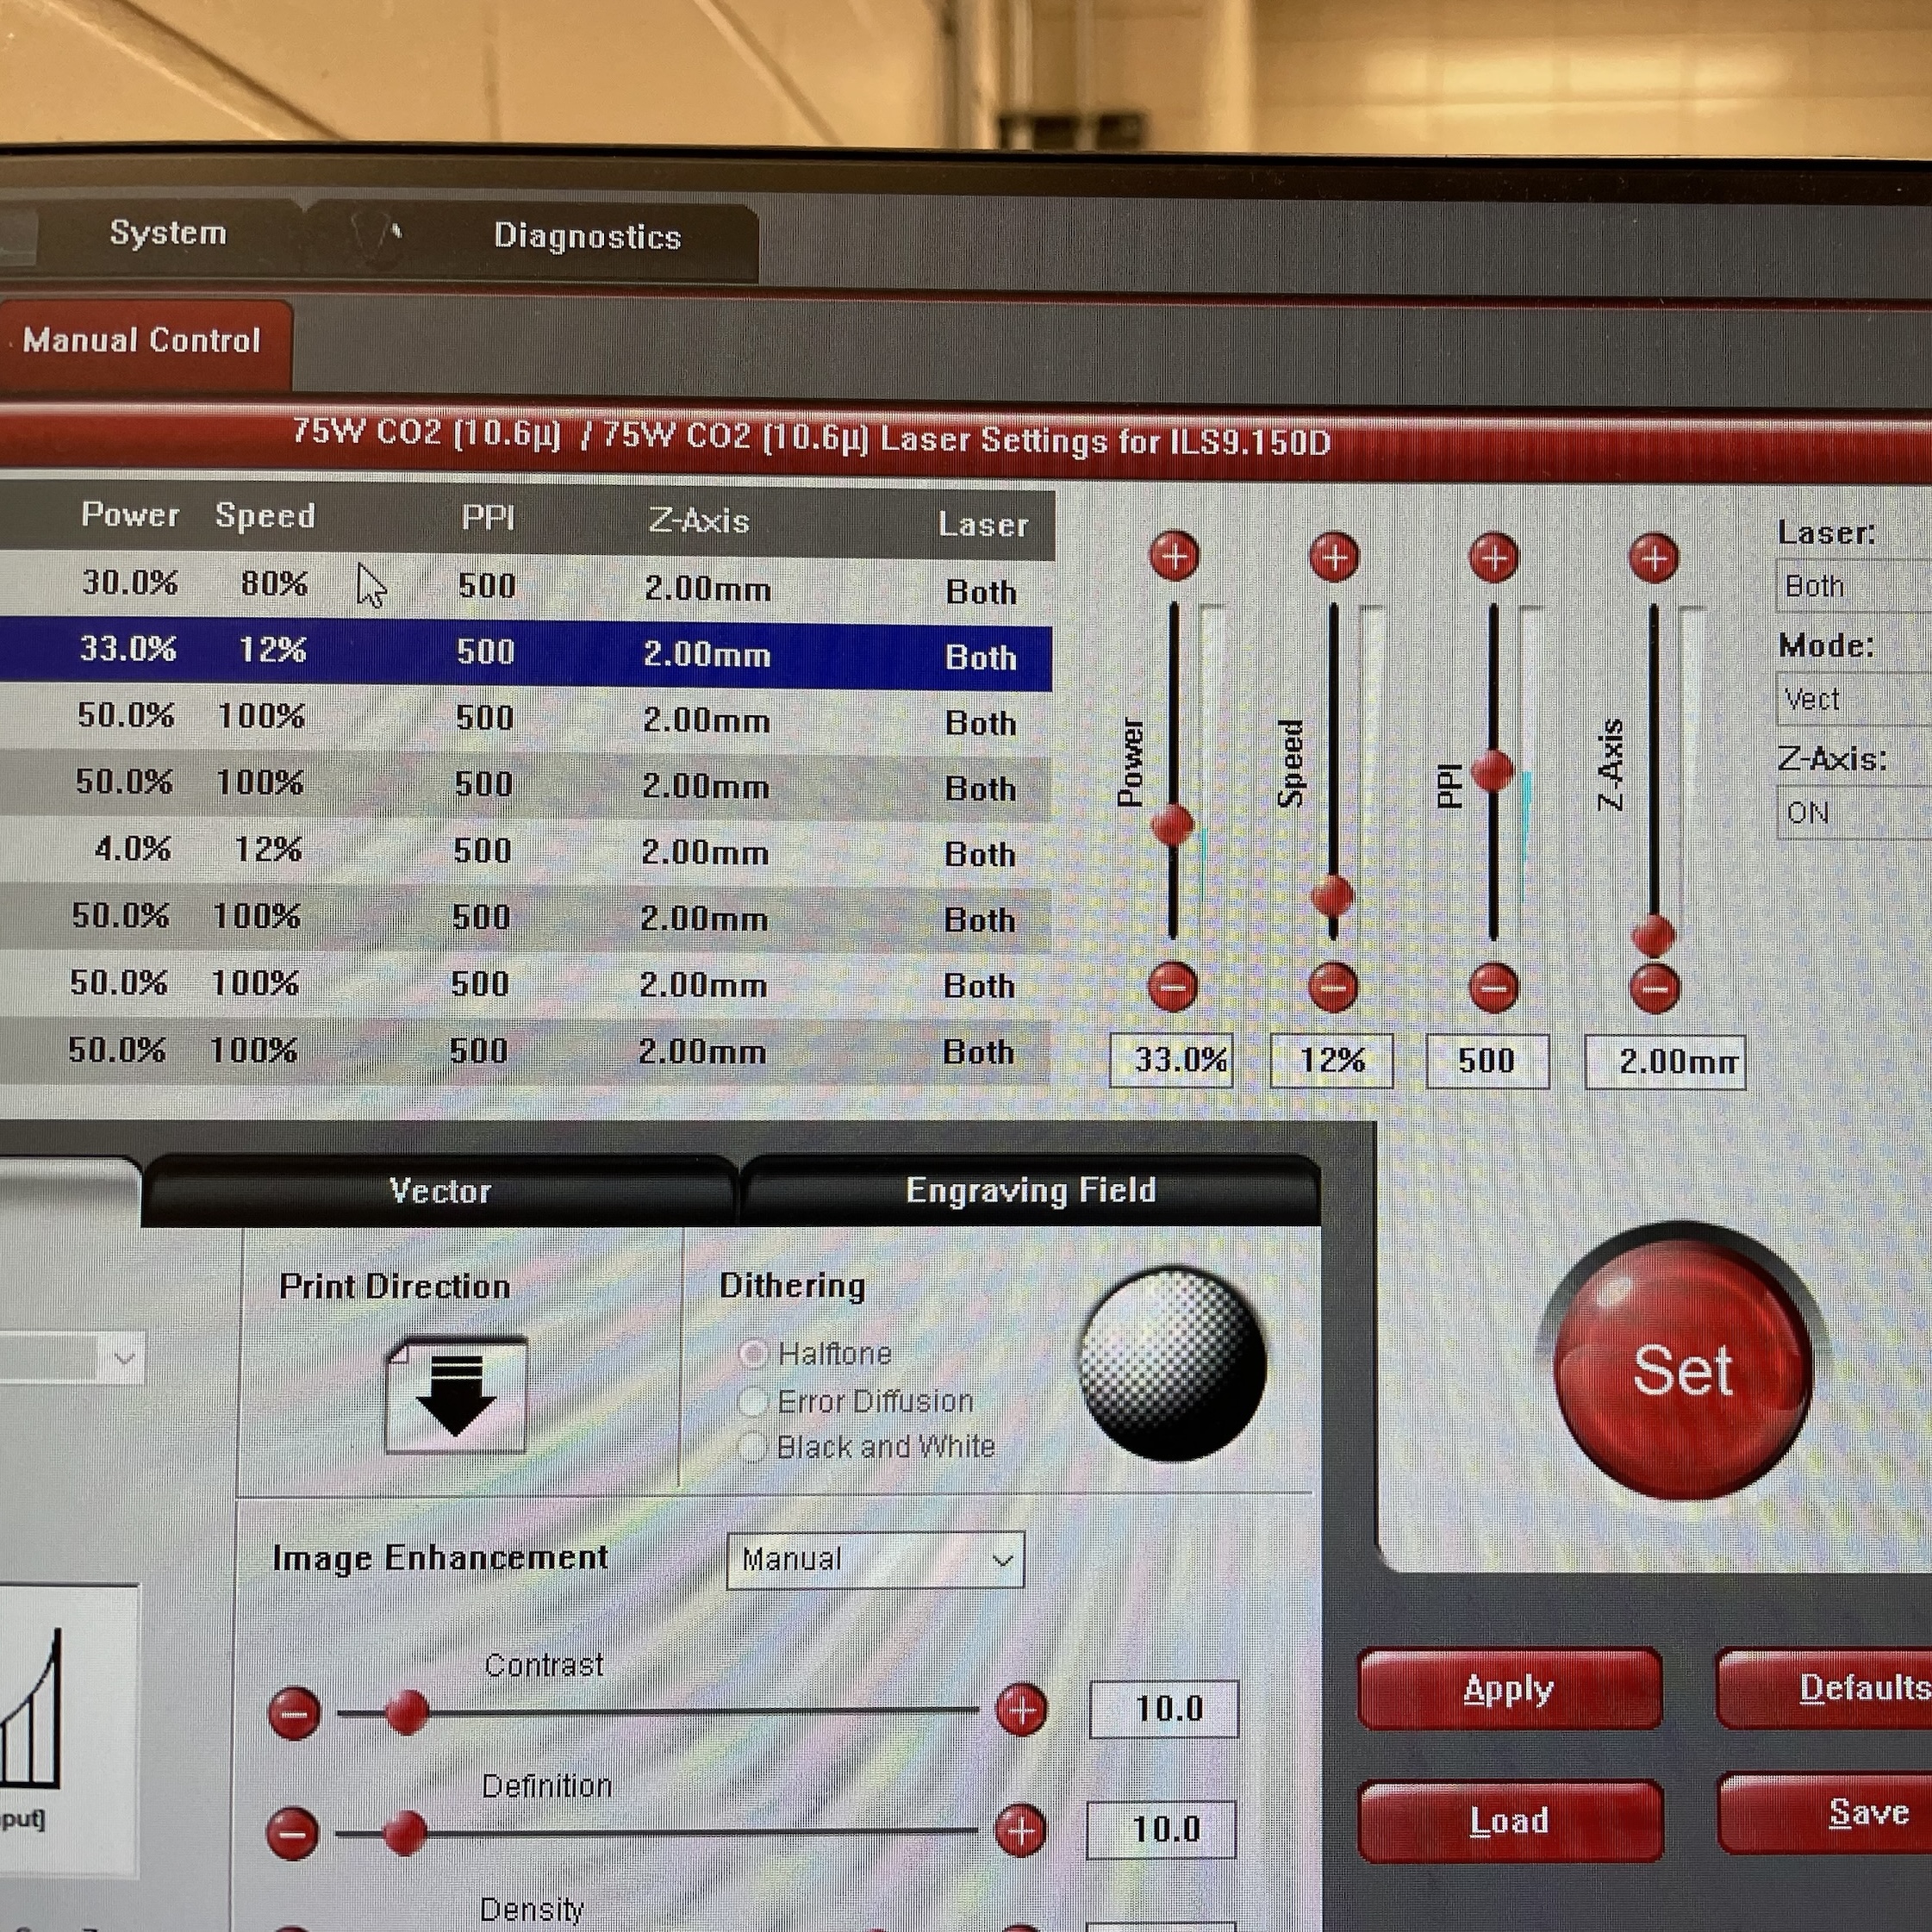 System Diagnostics
Manual Control
75W CO2 (10.6µ) / 75W CO2 (10.6µ) Laser Settings for ILS9.150D
Power Speed PPI Z-Axis Laser
30.0% 80% 500 2.00mm Both
33.0% 12% 500 2.00mm Both
50.0% 100% 500 2.00mm Both
50.0% 100% 500 2.00mm Both
4.0% 12% 500 2.00mm Both
50.0% 100% 500 2.00mm Both
50.0% 100% 500 2.00mm Both
50.0% 100% 500 2.00mm Both
Power Speed PPI Z-Axis
33.0% 12% 500 2.00mm
Laser:
Both
Mode:
Vect
Z-Axis:
ON
Vector Engraving Field
Print Direction
Dithering
Halftone
Error Diffusion
Black and White
Set
Image Enhancement Manual
Contrast
10.0
Definition
10.0
Density
put]
Apply Defaults
Load Save